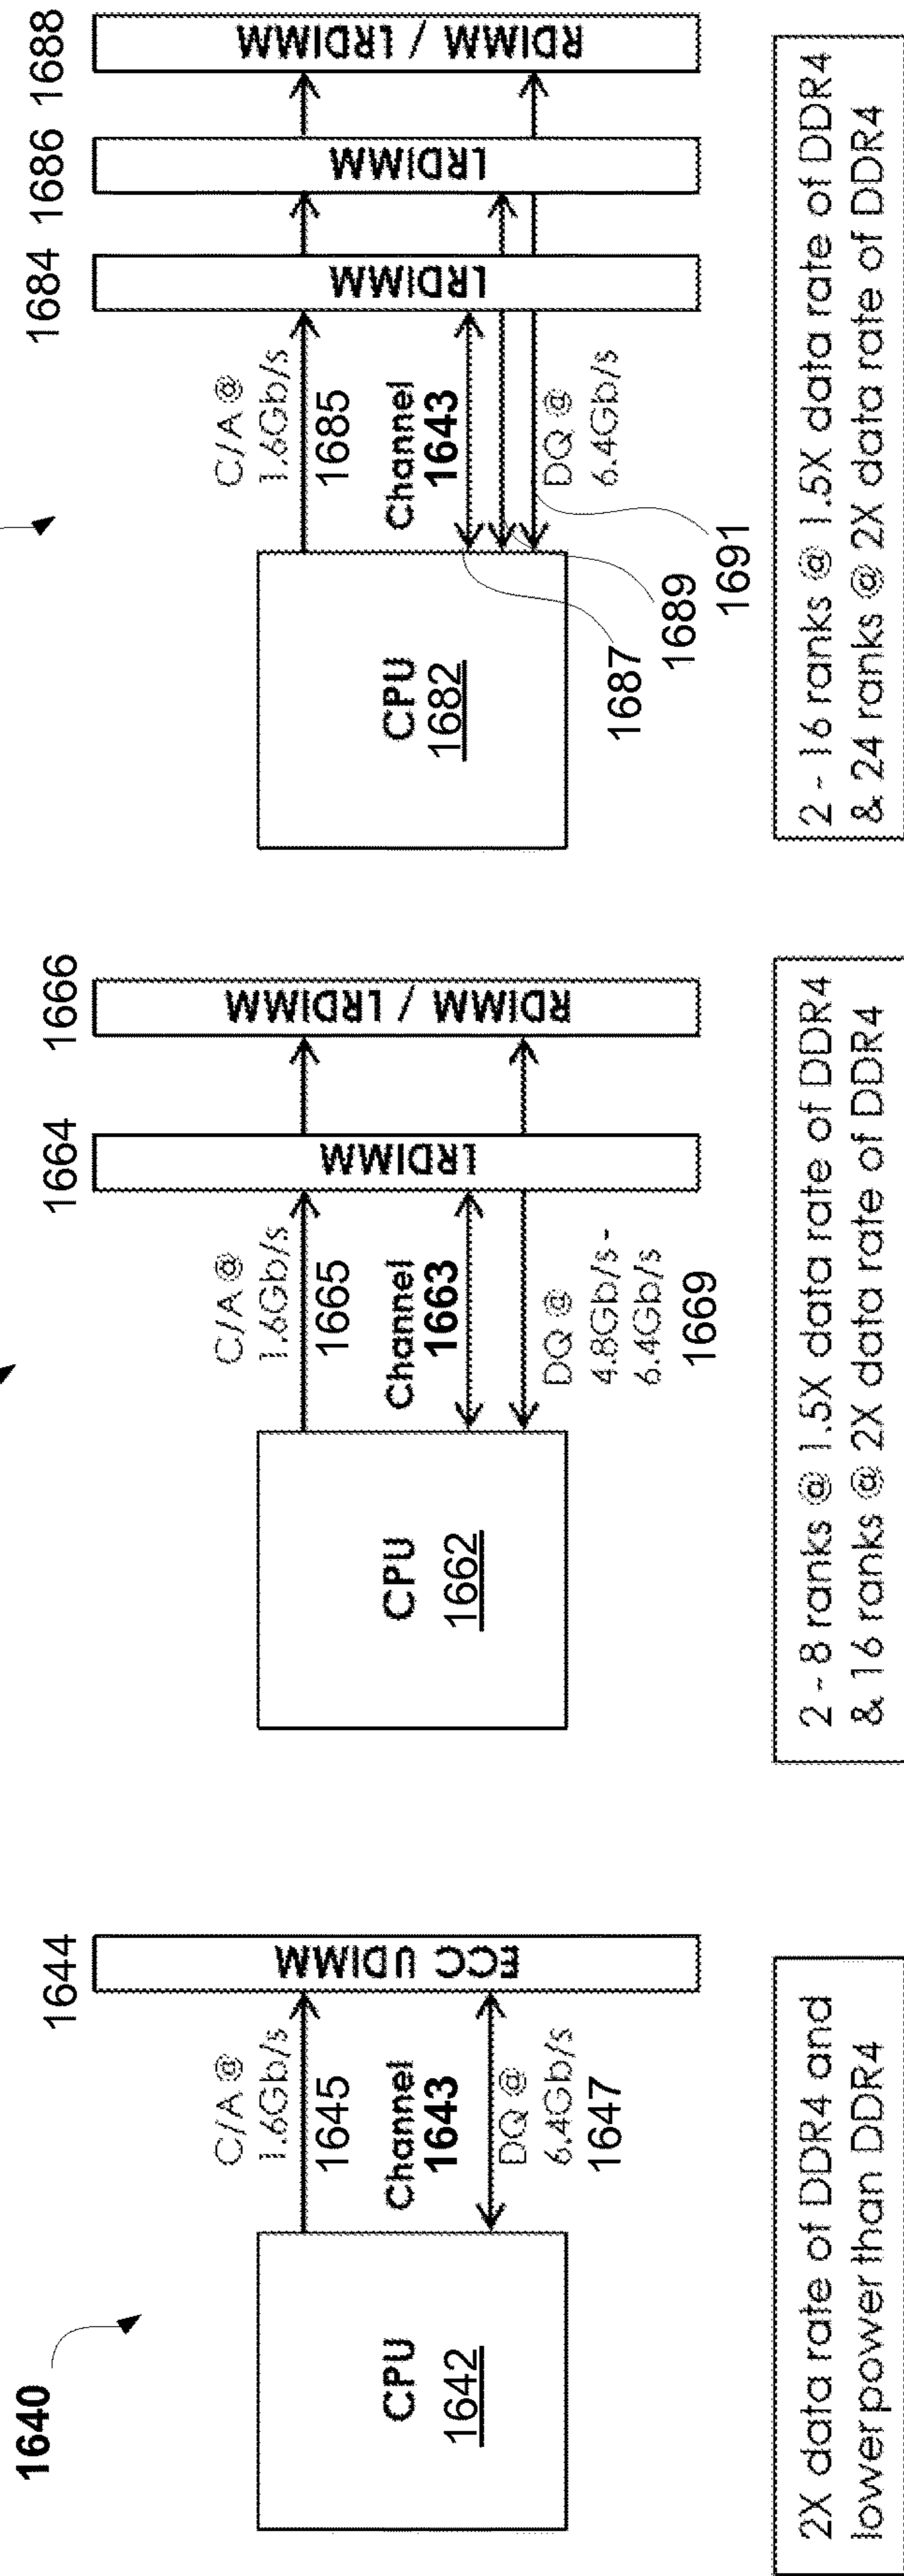 1640
1644
C/A @
1.6Gb/s
1645
Channel
1643
DQ @
6.4Gb/s
1647
CPU
1642
ECC UDIMM
2X data rate of DDR4 and
lower power than DDR4
1664
1666
C/A @
1.6Gb/s
1665
Channel
1663
DQ @
4.8Gb/s -
6.4Gb/s
1669
CPU
1662
LRDIMM
RDIMM / LRDIMM
2 - 8 ranks @ 1.5X data rate of DDR4
& 16 ranks @ 2X data rate of DDR4
1684
1686
1688
C/A @
1.6Gb/s
1685
Channel
1643
DQ @
6.4Gb/s
CPU
1682
1687
1689
1691
LRDIMM
LRDIMM
RDIMM / LRDIMM
2 - 16 ranks @ 1.5X data rate of DDR4
& 24 ranks @ 2X data rate of DDR4